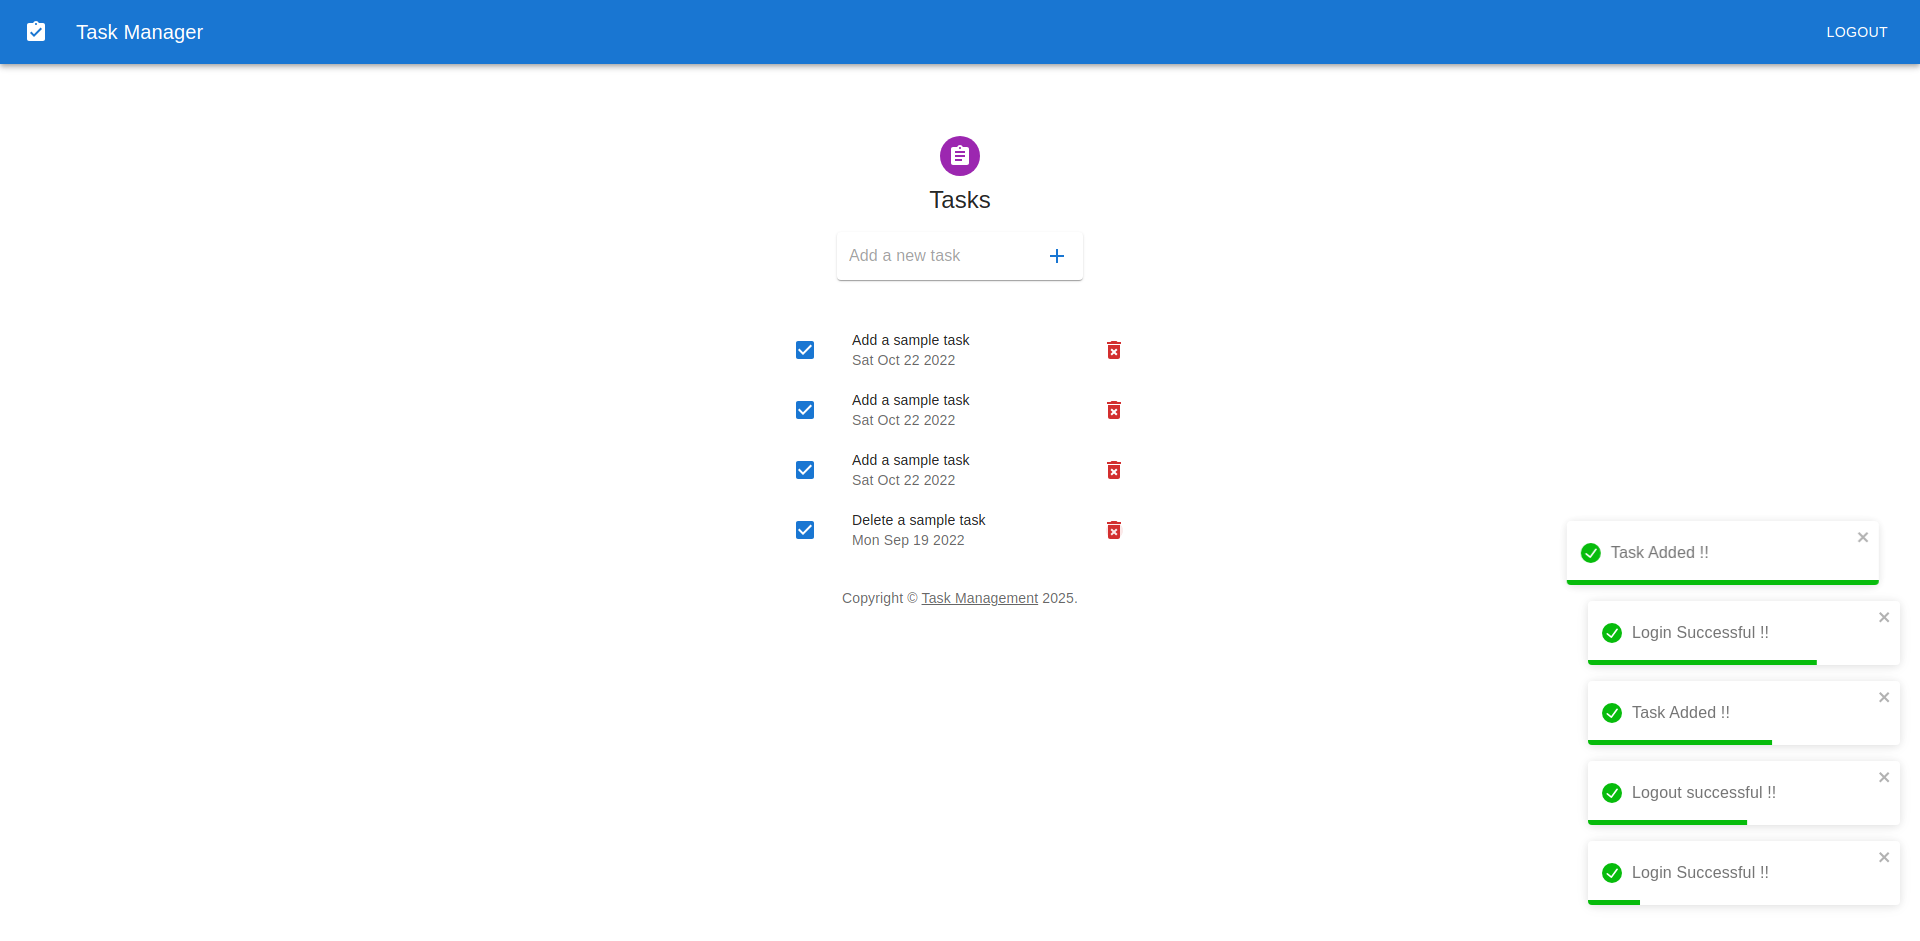 Task Manager
LOGOUT
Tasks
Add a new task
Add a sample task
Sat Oct 22 2022
Add a sample task
Sat Oct 22 2022
Add a sample task
Sat Oct 22 2022
Delete a sample task
Mon Sep 19 2022
Copyright © Task Management 2025.
Task Added !!
Login Successful !!
Task Added !!
Logout successful !!
Login Successful !!